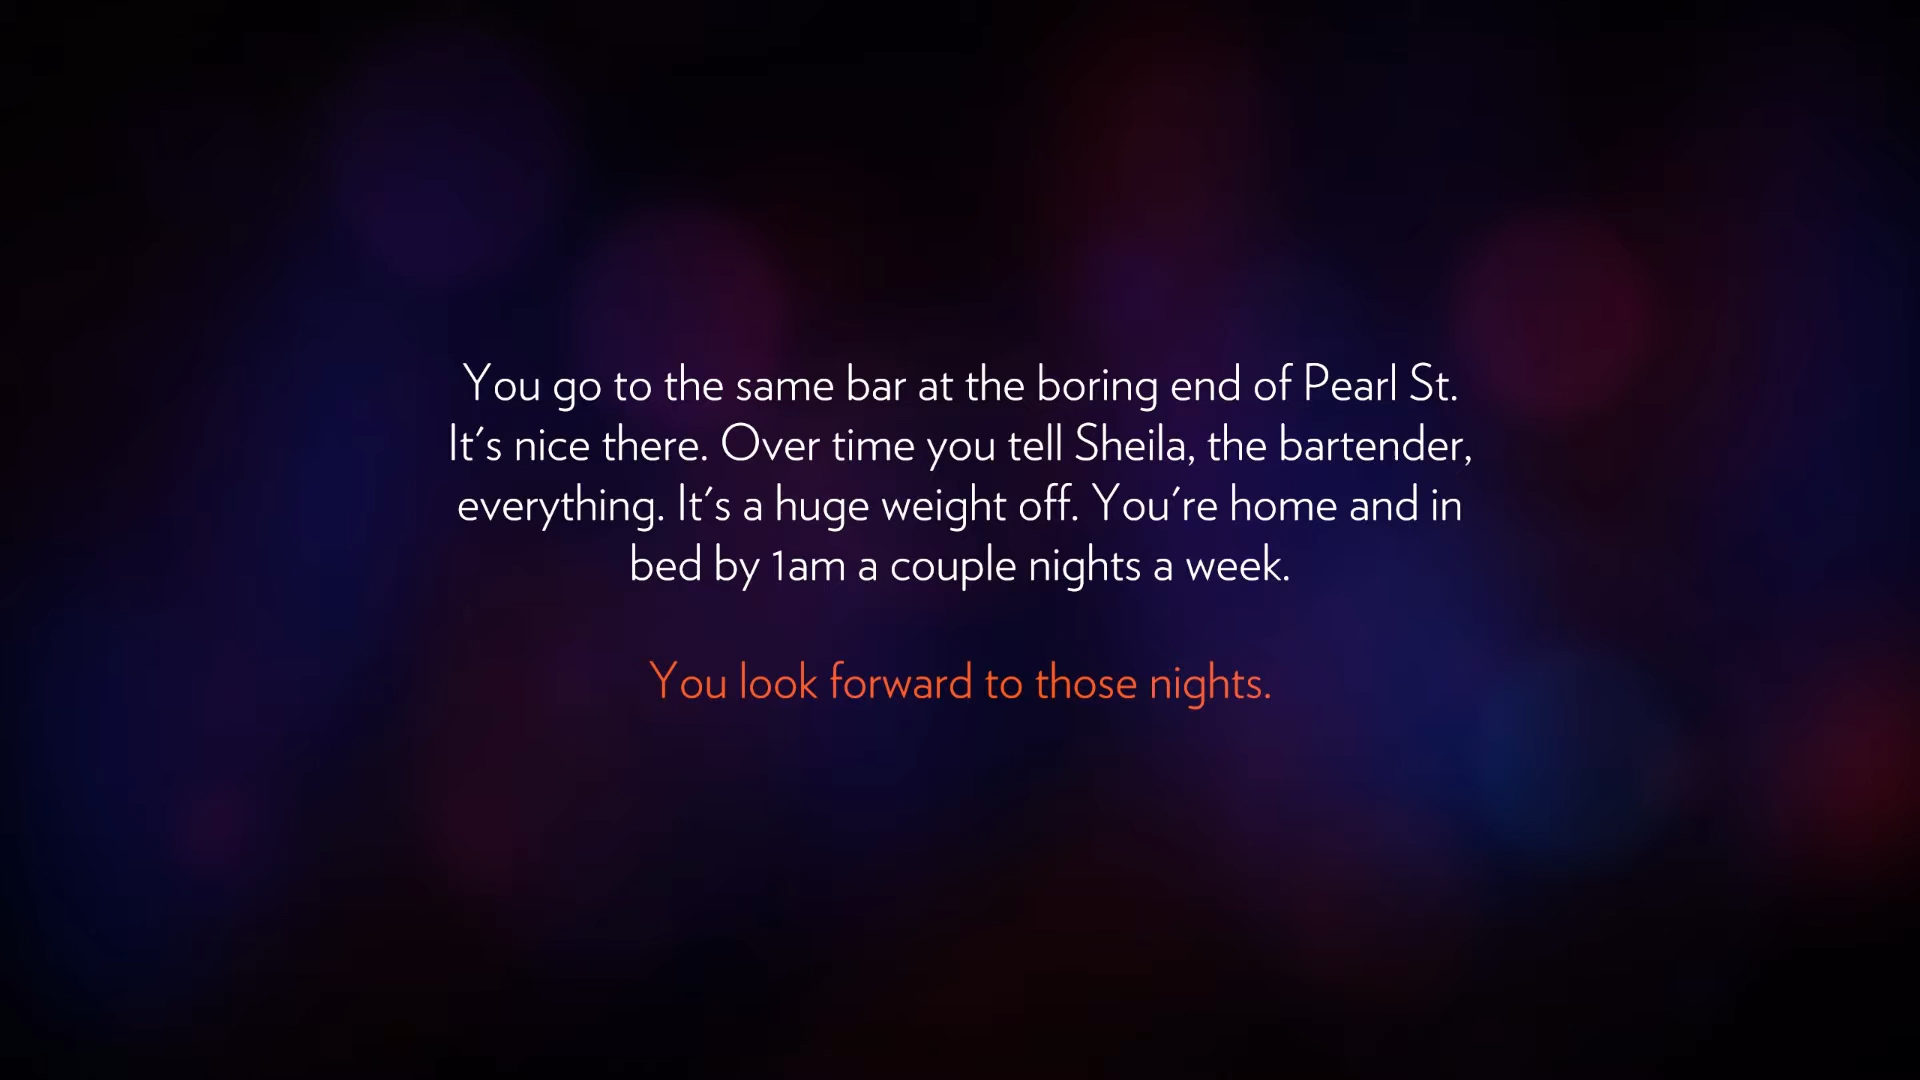 You go to the same bar at the boring end of Pearl St.
It's nice there. Over time you tell Sheila, the bartender,
everything. It's a huge weight off. You're home and in
bed by 1am a couple nights a week.
You look forward to those nights.